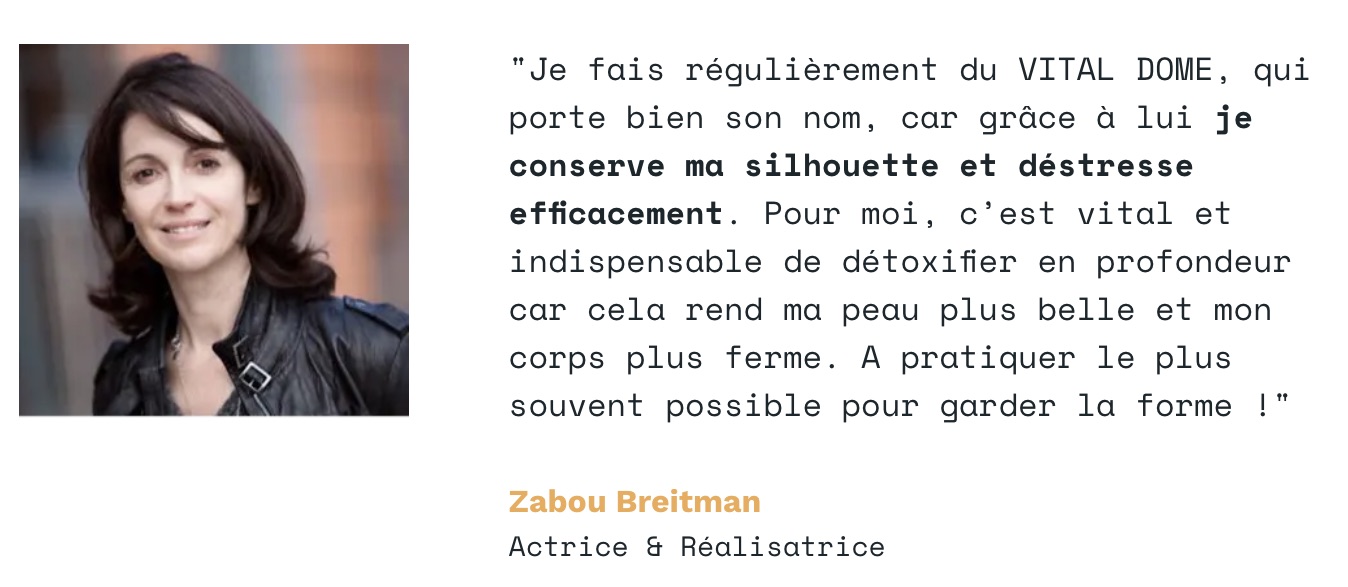 "Je fais régulièrement du VITAL DOME, qui
porte bien son nom, car grâce à lui je
conserve ma silhouette et déstresse
efficacement. Pour moi, c’est vital et
indispensable de détoxifier en profondeur
car cela rend ma peau plus belle et mon
corps plus ferme. A pratiquer le plus
souvent possible pour garder la forme !"
Zabou Breitman
Actrice & Réalisatrice